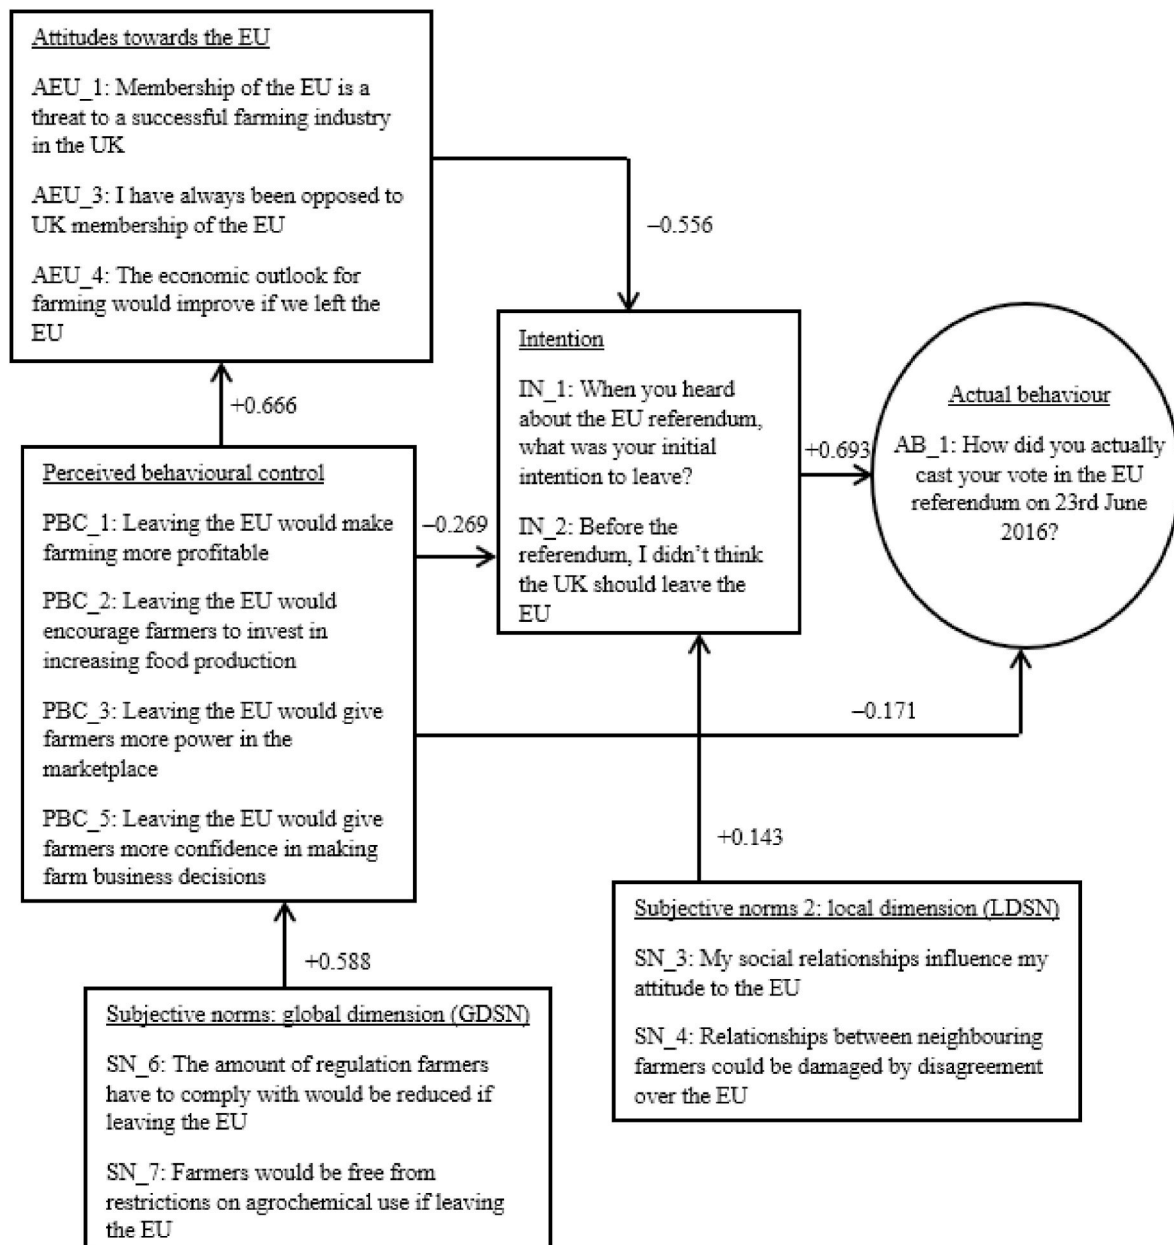 Attitudes towards the EU
AEU_1: Membership of the EU is a
threat to a successful farming industry
in the UK
AEU_3: I have always been opposed to
UK membership of the EU
AEU_4: The economic outlook for
farming would improve if we left the
EU
−0.556
Intention
IN_1: When you heard
about the EU referendum,
what was your initial
intention to leave?
IN_2: Before the
referendum, I didn’t think
the UK should leave the
EU
+0.693
Actual behaviour
AB_1: How did you actually
cast your vote in the EU
referendum on 23rd June
2016?
+0.666
Perceived behavioural control
PBC_1: Leaving the EU would make
farming more profitable
PBC_2: Leaving the EU would
encourage farmers to invest in
increasing food production
PBC_3: Leaving the EU would give
farmers more power in the
marketplace
PBC_5: Leaving the EU would give
farmers more confidence in making
farm business decisions
−0.269
−0.171
+0.143
+0.588
Subjective norms 2: local dimension (LDSN)
SN_3: My social relationships influence my
attitude to the EU
SN_4: Relationships between neighbouring
farmers could be damaged by disagreement
over the EU
Subjective norms: global dimension (GDSN)
SN_6: The amount of regulation farmers
have to comply with would be reduced if
leaving the EU
SN_7: Farmers would be free from
restrictions on agrochemical use if leaving
the EU